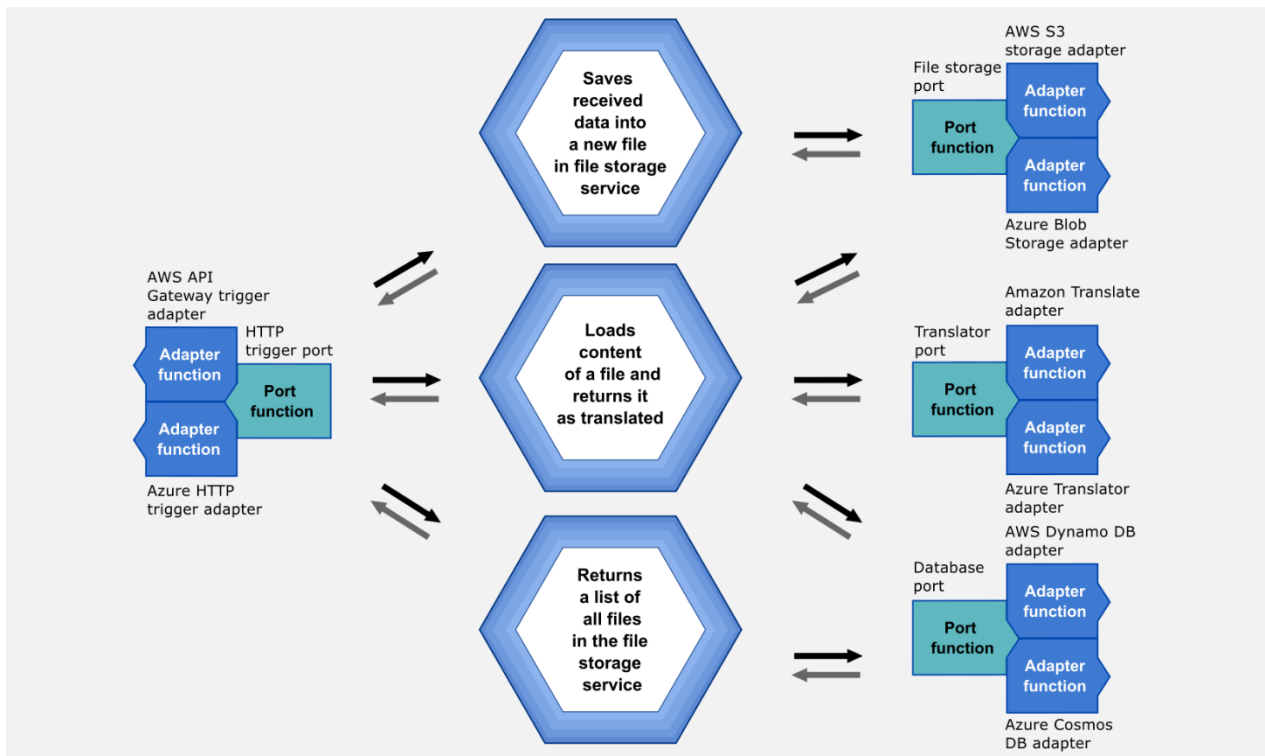 AWS API
Gateway trigger
adapter
HTTP
trigger port
Adapter
function
Port
function
Adapter
function
Azure HTTP
trigger adapter
Saves
received
data into
a new file
in file storage
service
Loads
content
of a file and
returns it
as translated
Returns
a list of
all files
in the file
storage
service
AWS S3
storage adapter
File storage
port
Adapter
function
Port
function
Adapter
function
Azure Blob
Storage adapter
Amazon Translate
adapter
Translator
port
Adapter
function
Port
function
Adapter
function
Azure Translator
adapter
AWS Dynamo DB
adapter
Database
port
Adapter
function
Port
function
Adapter
function
Azure Cosmos
DB adapter